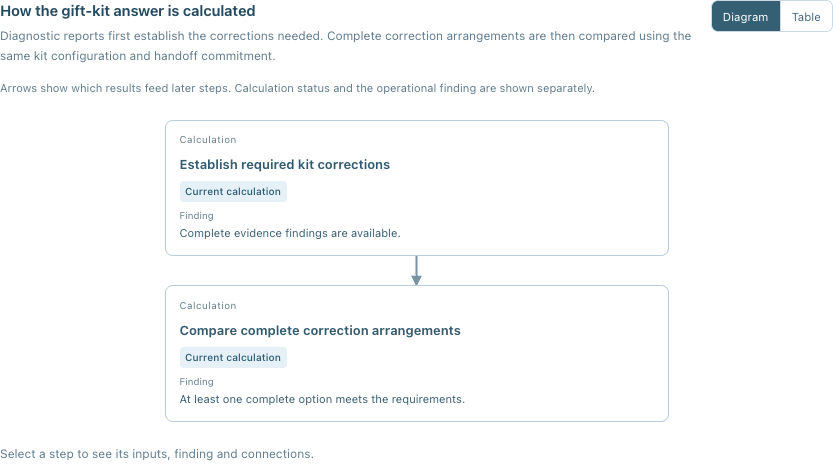 How the gift-kit answer is calculated
Diagram
Table
Diagnostic reports first establish the corrections needed. Complete correction arrangements are then compared using the
same kit configuration and handoff commitment.
Arrows show which results feed later steps. Calculation status and the operational finding are shown separately.
Calculation
Establish required kit corrections
Current calculation
Finding
Complete evidence findings are available.
Calculation
Compare complete correction arrangements
Current calculation
Finding
At least one complete option meets the requirements.
Select a step to see its inputs, finding and connections.